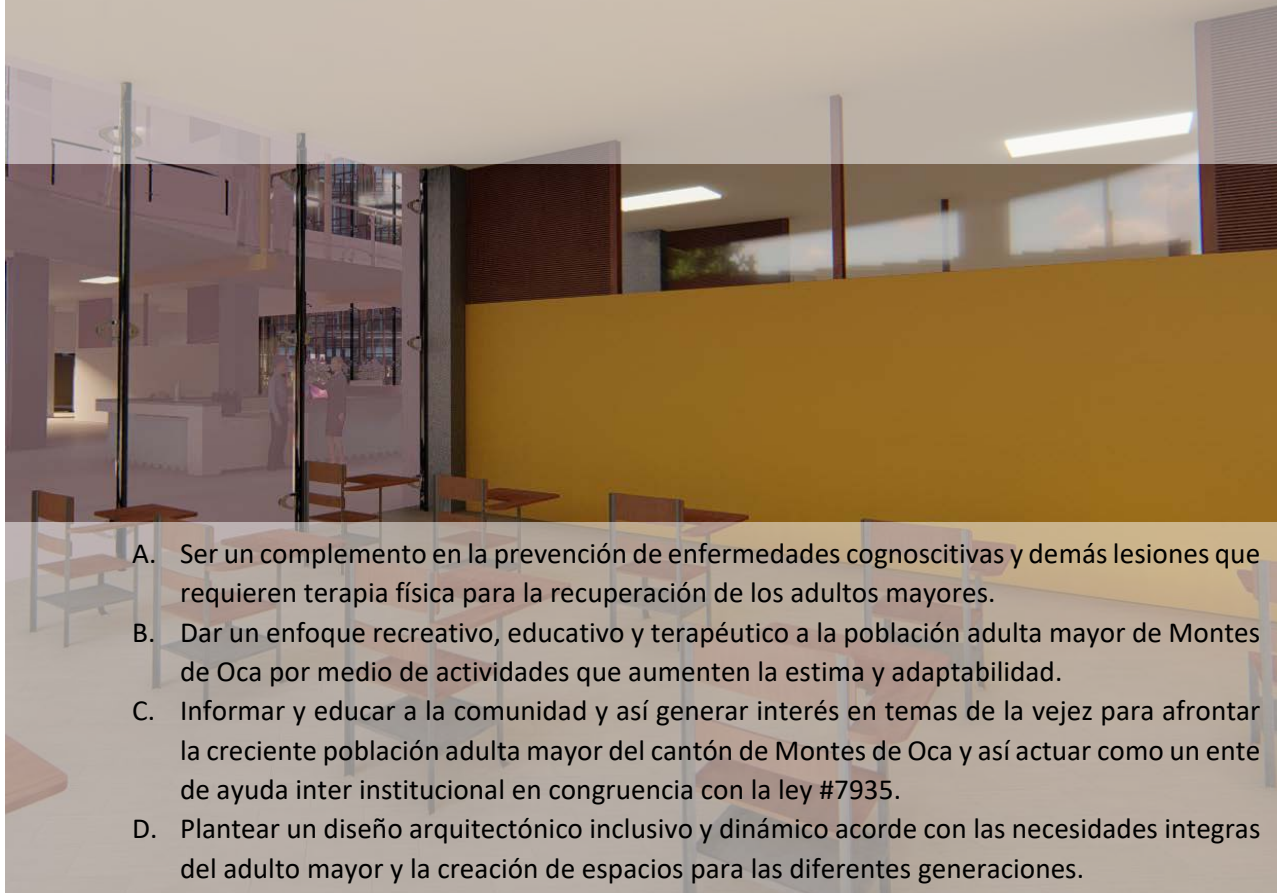 A. Ser un complemento en la prevención de enfermedades cognoscitivas y demás lesiones que
requieren terapia física para la recuperación de los adultos mayores.
B. Dar un enfoque recreativo, educativo y terapéutico a la población adulta mayor de Montes
de Oca por medio de actividades que aumenten la estima y adaptabilidad.
C. Informar y educar a la comunidad y así generar interés en temas de la vejez para afrontar
la creciente población adulta mayor del cantón de Montes de Oca y así actuar como un ente
de ayuda inter institucional en congruencia con la ley #7935.
D. Plantear un diseño arquitectónico inclusivo y dinámico acorde con las necesidades integras
del adulto mayor y la creación de espacios para las diferentes generaciones.